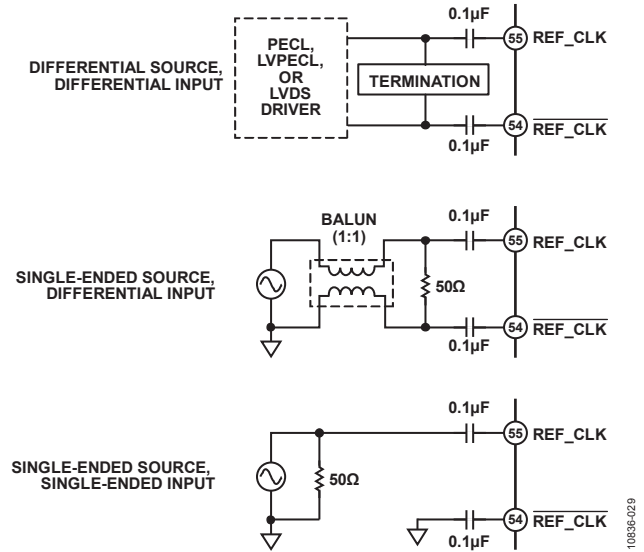 0.1µF
55 REF_CLK
DIFFERENTIAL SOURCE,
DIFFERENTIAL INPUT
PECL,
LVPECL,
OR
LVDS
DRIVER
TERMINATION
54 REF_CLK
0.1µF
BALUN
(1:1)
0.1µF
55 REF_CLK
SINGLE-ENDED SOURCE,
DIFFERENTIAL INPUT
50Ω
54 REF_CLK
0.1µF
0.1µF
55 REF_CLK
SINGLE-ENDED SOURCE,
SINGLE-ENDED INPUT
50Ω
54 REF_CLK
0.1µF
10836-029